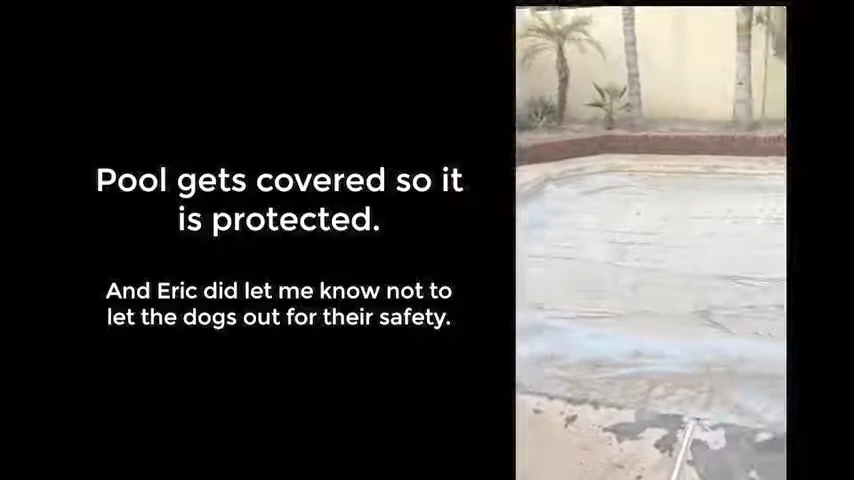 Pool gets covered so it
is protected.
And Eric did let me know not to
let the dogs out for their safety.